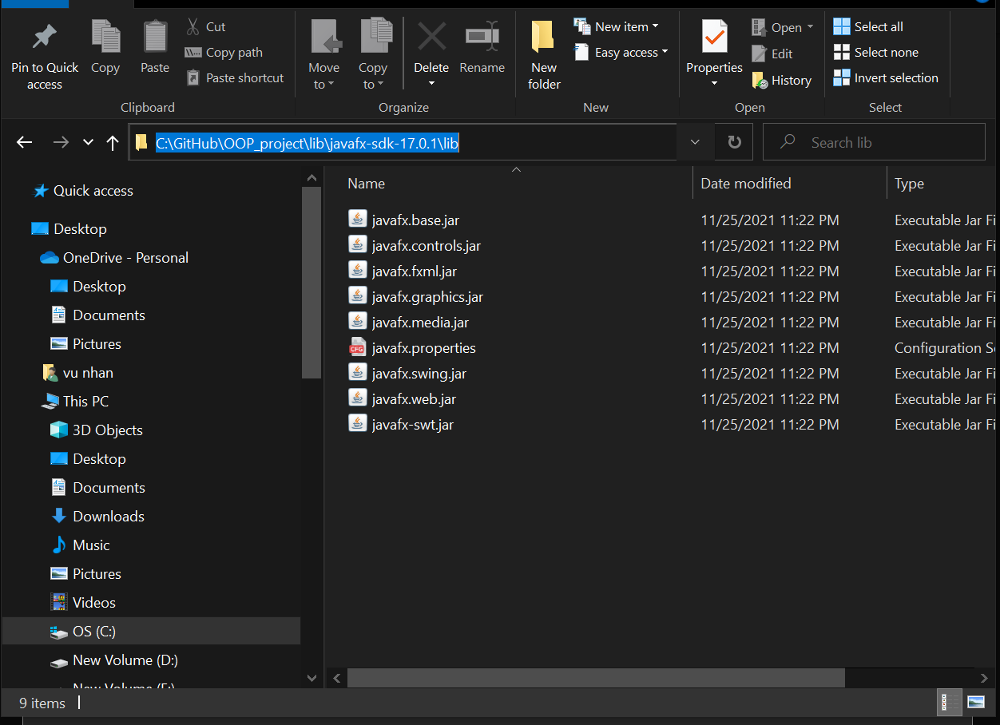 Pin to Quick access
Copy
Paste
Cut
Copy path
Paste shortcut
Clipboard
Move to
Copy to
Delete
Rename
Organize
New folder
New item
Easy access
New
Properties
Open
Edit
History
Open
Select all
Select none
Invert selection
Select
C:\GitHub\OOP_project\lib\javafx-sdk-17.0.1\lib
Search lib
Quick access
Desktop
OneDrive - Personal
Desktop
Documents
Pictures
vu nhan
This PC
3D Objects
Desktop
Documents
Downloads
Music
Pictures
Videos
OS (C:)
New Volume (D:)
Name Date modified Type
javafx.base.jar 11/25/2021 11:22 PM Executable Jar Fi
javafx.controls.jar 11/25/2021 11:22 PM Executable Jar Fi
javafx.fxml.jar 11/25/2021 11:22 PM Executable Jar Fi
javafx.graphics.jar 11/25/2021 11:22 PM Executable Jar Fi
javafx.media.jar 11/25/2021 11:22 PM Executable Jar Fi
CFG javafx.properties 11/25/2021 11:22 PM Configuration Se
javafx.swing.jar 11/25/2021 11:22 PM Executable Jar Fi
javafx.web.jar 11/25/2021 11:22 PM Executable Jar Fi
javafx-swt.jar 11/25/2021 11:22 PM Executable Jar Fi
9 items